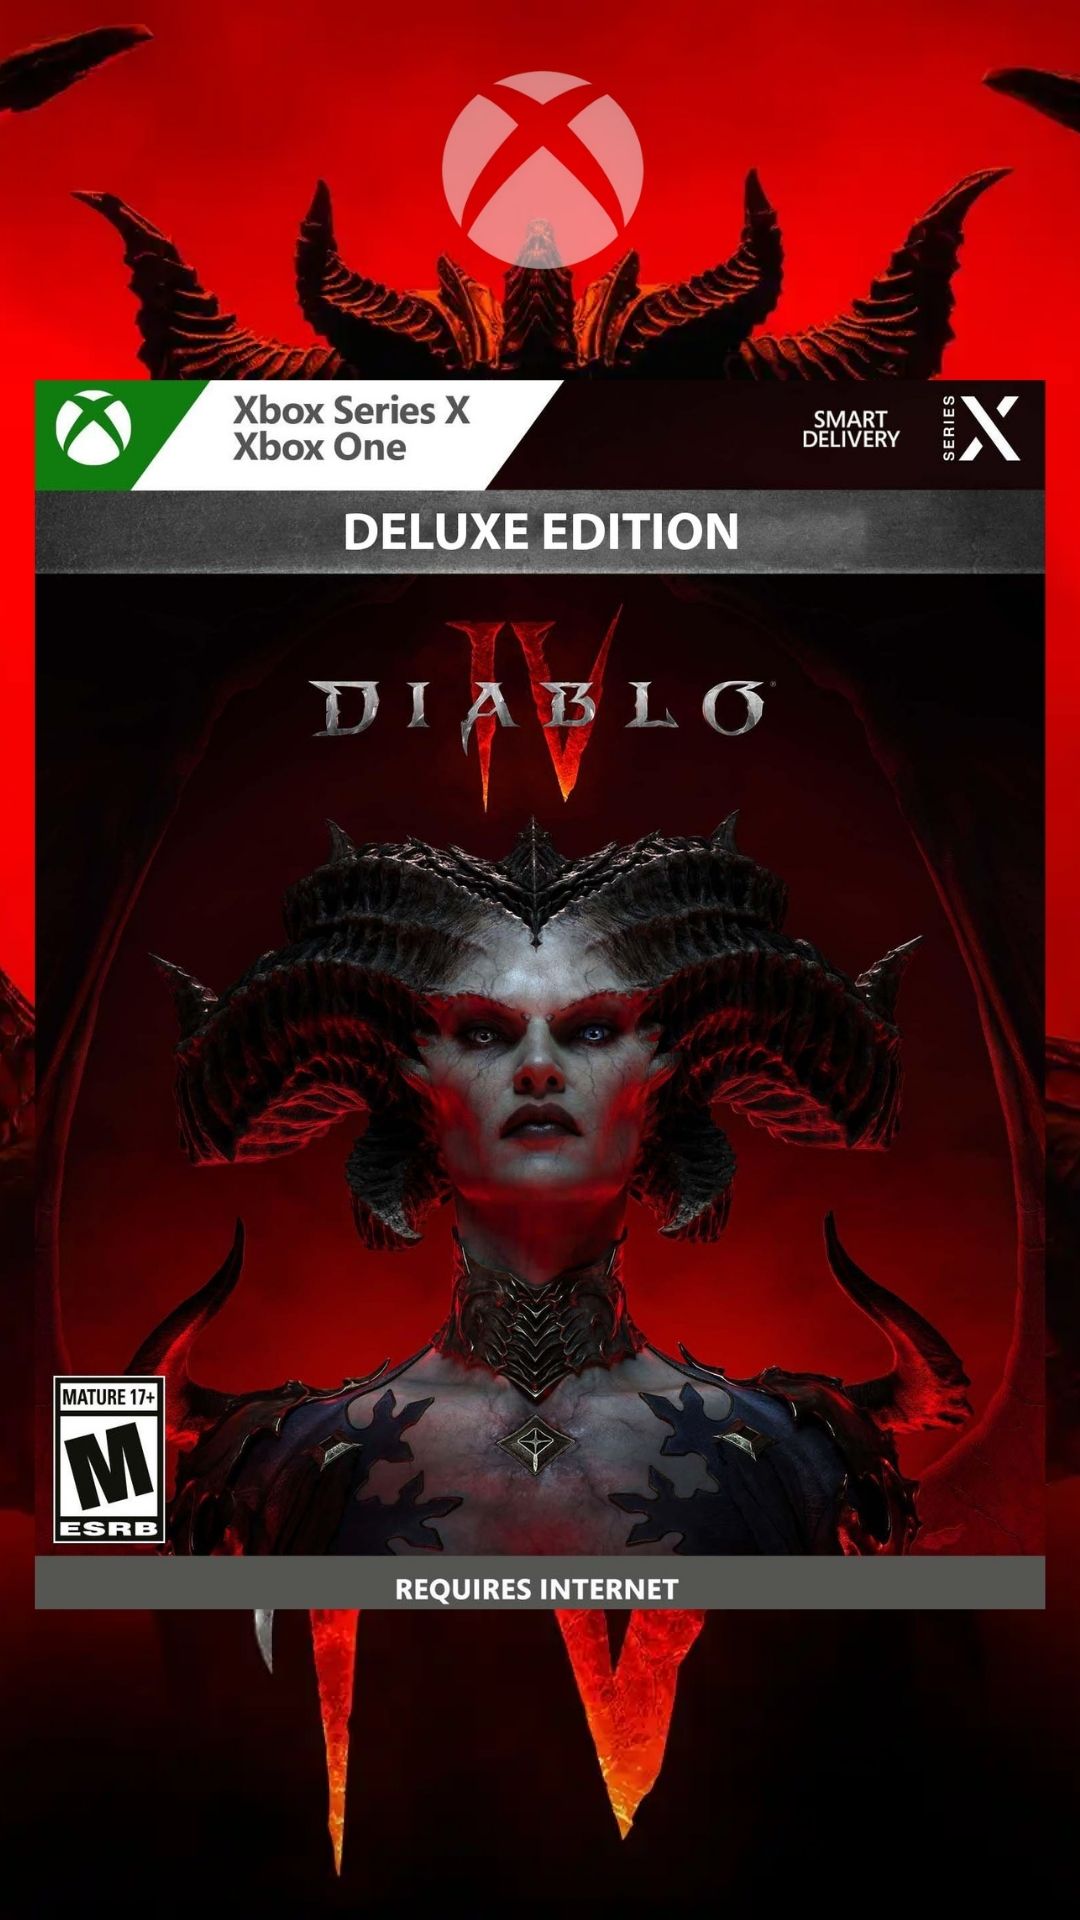 Xbox Series X
Xbox One
SMART
DELIVERY
SERIES X
DELUXE EDITION
IV
DIABLO
MATURE 17+
M
ESRB
REQUIRES INTERNET